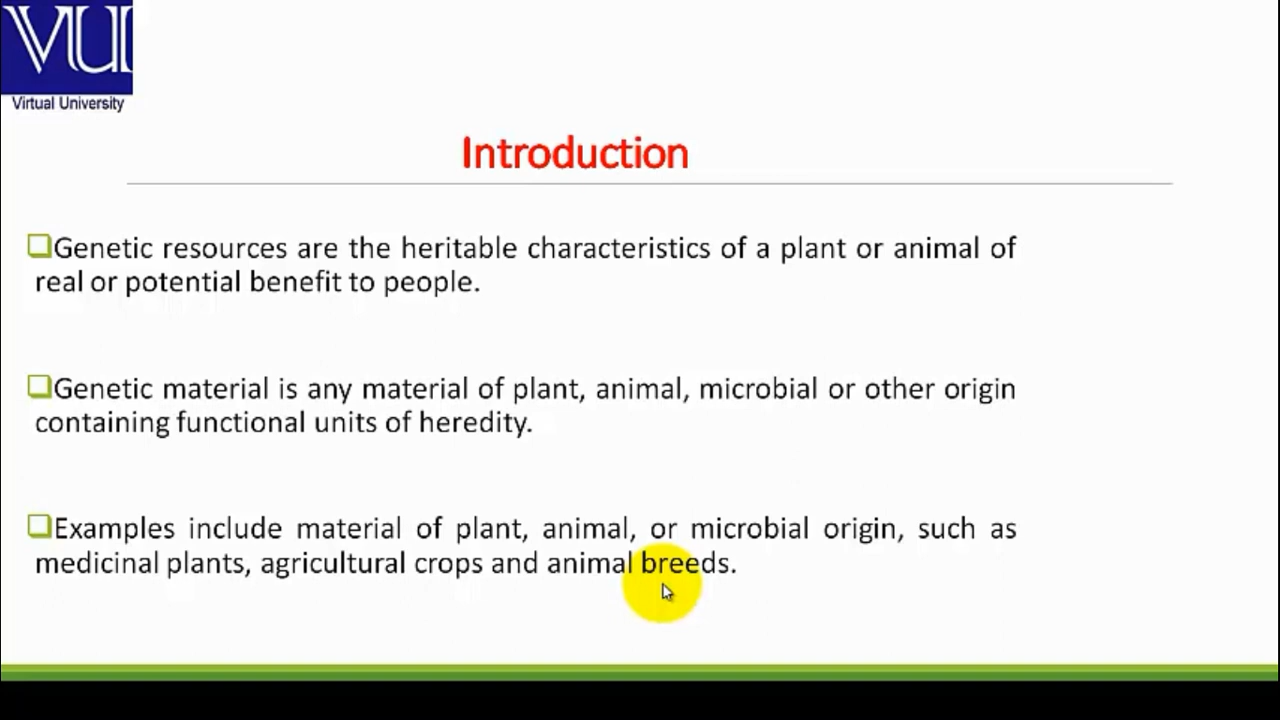 VU
Virtual University
Introduction
Genetic resources are the heritable characteristics of a plant or animal of
real or potential benefit to people.
Genetic material is any material of plant, animal, microbial or other origin
containing functional units of heredity.
Examples include material of plant, animal, or microbial origin, such as
medicinal plants, agricultural crops and animal breeds.